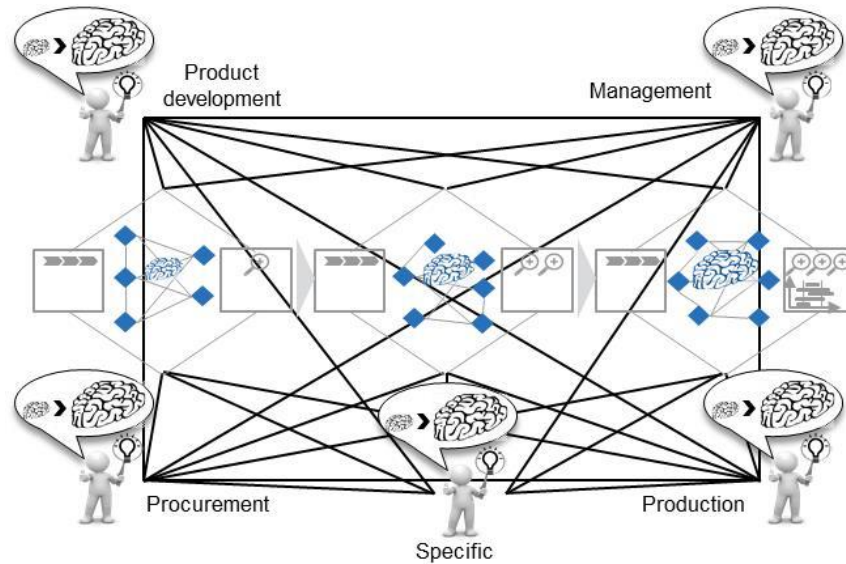 Product
development
Management
Procurement
Production
Specific